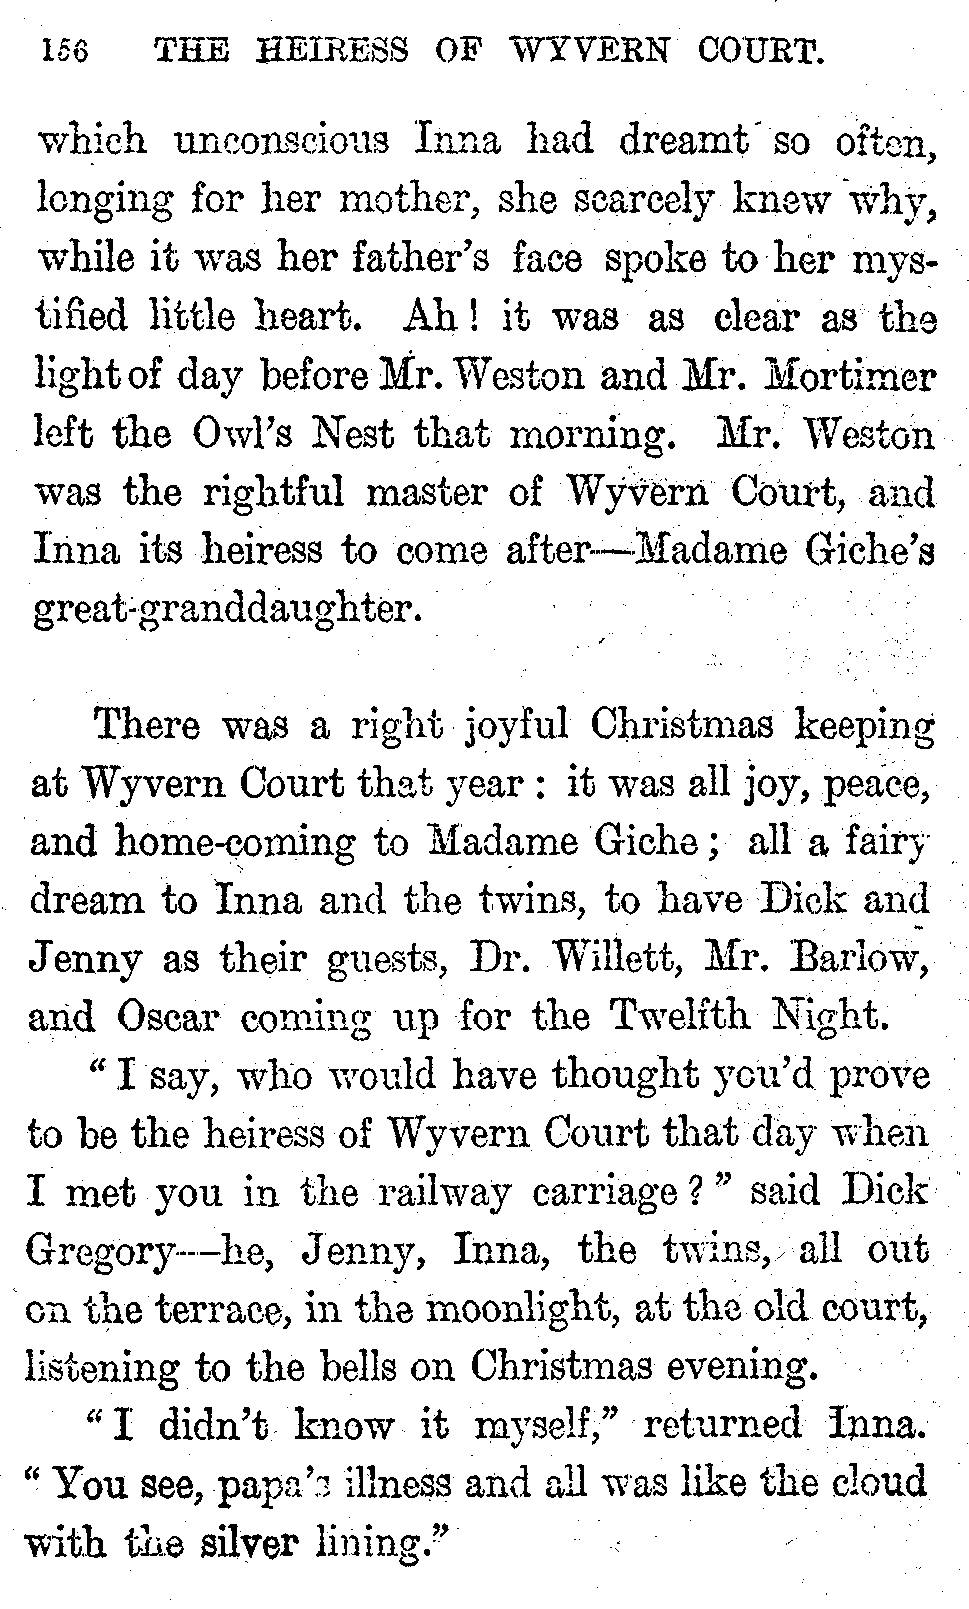 156 THE HEIRESS OF WYVERN COURT.
which unconscious Inna had dreamt so often,
longing for her mother, she scarcely knew why,
while it was her father's face spoke to her mys-
tified little heart. Ah! it was as clear as the
light of day before Mr. Weston and Mr. Mortimer
left the Owl's Nest that morning. Mr. Weston
was the rightful master of Wyvern Court, and
Inna its heiress to come after—Madame Giche's
great-granddaughter.
There was a right joyful Christmas keeping
at Wyvern Court that year: it was all joy, peace,
and home-coming to Madame Giche; all a fairy
dream to Inna and the twins, to have Dick and
Jenny as their guests, Dr. Willett, Mr. Barlow,
and Oscar coming up for the Twelfth Night.
"I say, who would have thought you'd prove
to be the heiress of Wyvern Court that day when
I met you in the railway carriage?" said Dick
Gregory—he, Jenny, Inna, the twins, all out
on the terrace, in the moonlight, at the old court,
listening to the bells on Christmas evening.
"I didn't know it myself," returned Inna.
"You see, papa's illness and all was like the cloud
with the silver lining."